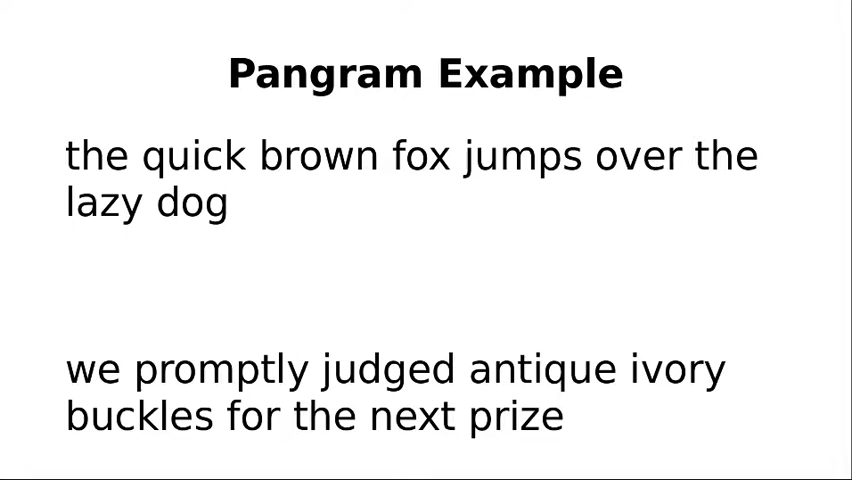 Pangram Example
the quick brown fox jumps over the
lazy dog
we promptly judged antique ivory
buckles for the next prize